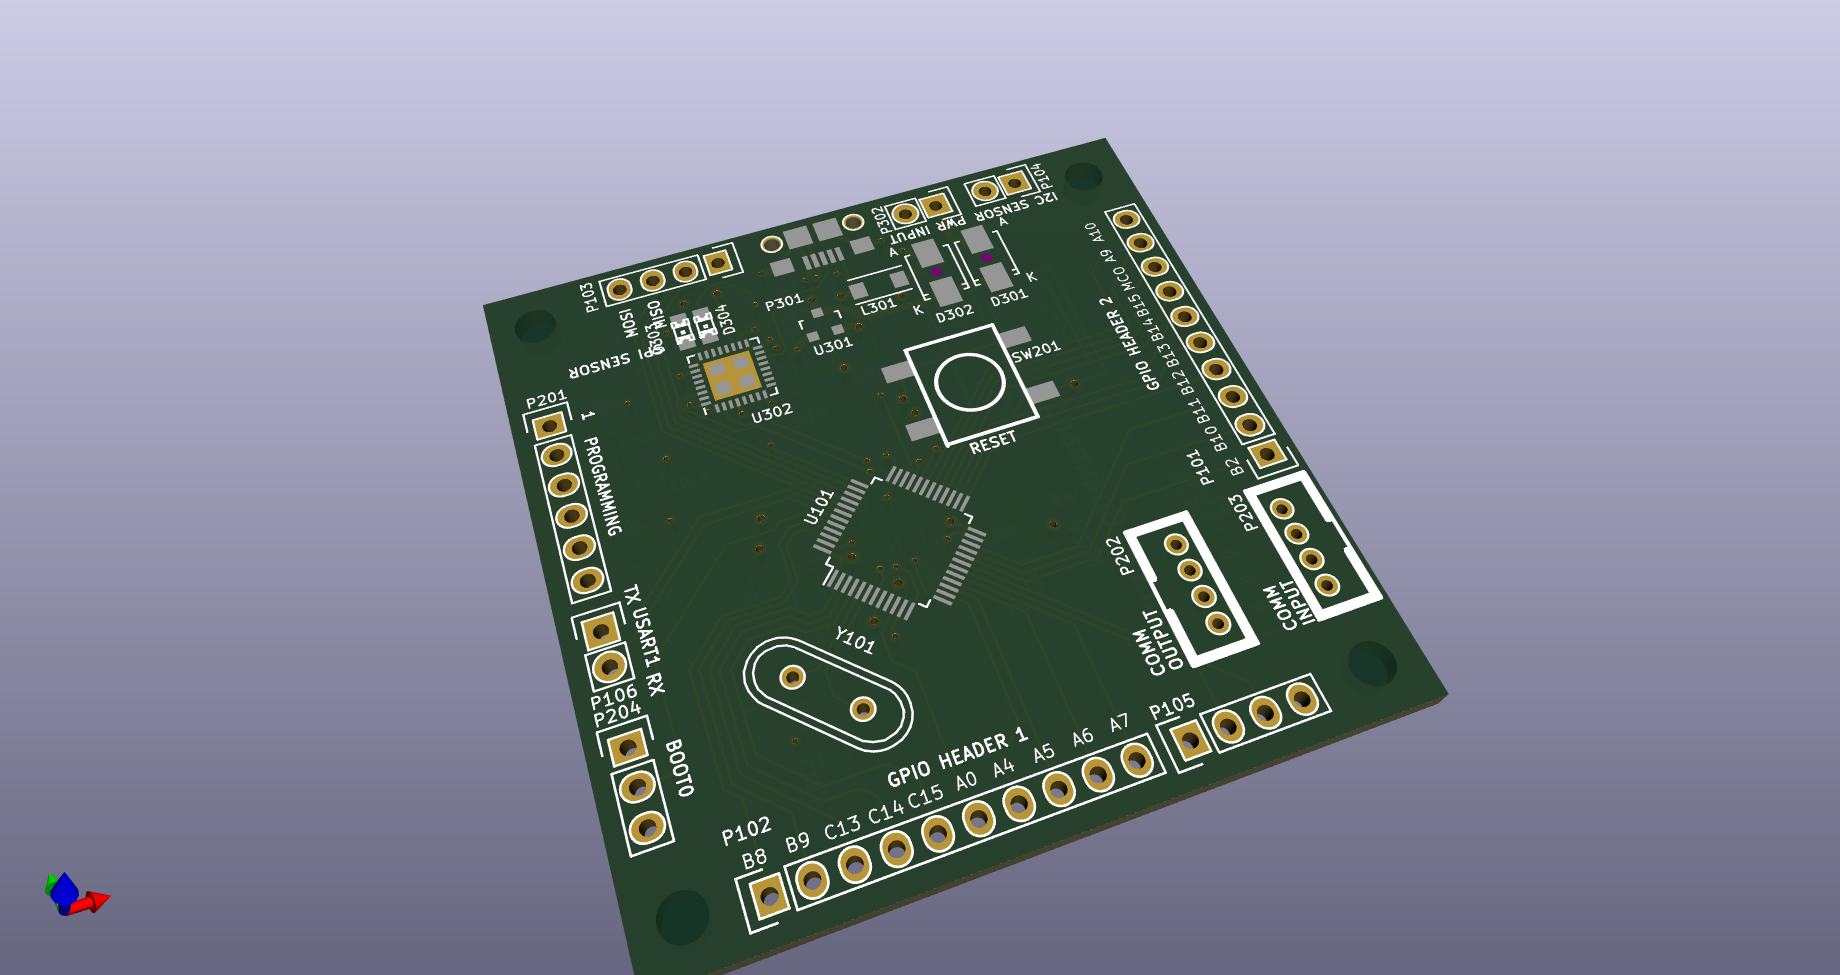 P104
I2C SENSOR
P302
PWR INPUT
A
K
D301
A
K
D302
L301
P301
U301
P103
MISO
MOSI
D304
SPI SENSOR
U302
SW201
RESET
A10
A9
MCO
B15
B14
B13
B12
B11
B10
B2
GPIO HEADER 2
P101
P201
1
PROGRAMMING
U101
P203
COMM
INPUT
P202
COMM
OUTPUT
TX USART1 RX
P106
P204
BOOT0
Y101
P105
GPIO HEADER 1
P102
B8 B9 C13 C14 C15 A0 A4 A5 A6 A7